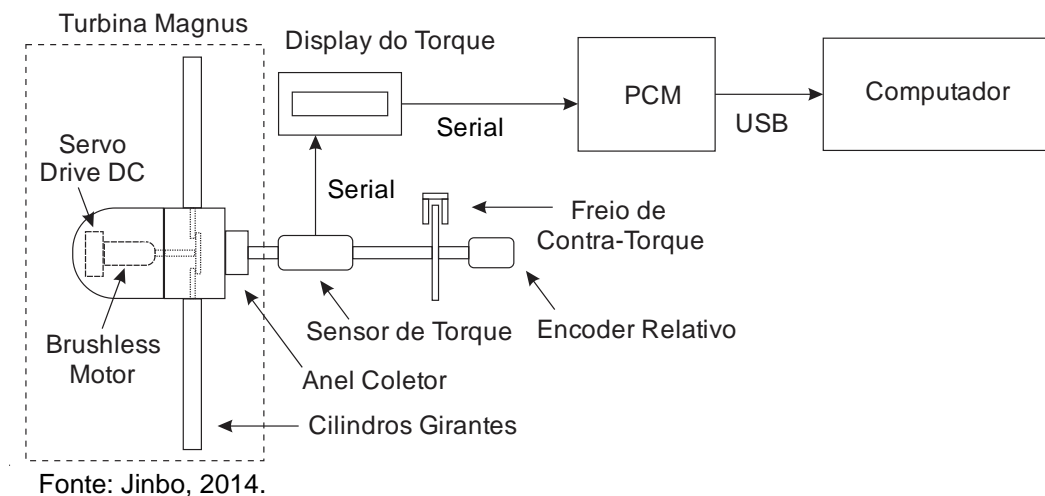 Turbina Magnus
Display do Torque
PCM
Computador
Serial
USB
Servo
Drive DC
Serial
Freio de
Contra-Torque
Sensor de Torque
Encoder Relativo
Brushless
Motor
Anel Coletor
Cilindros Girantes
Fonte: Jinbo, 2014.